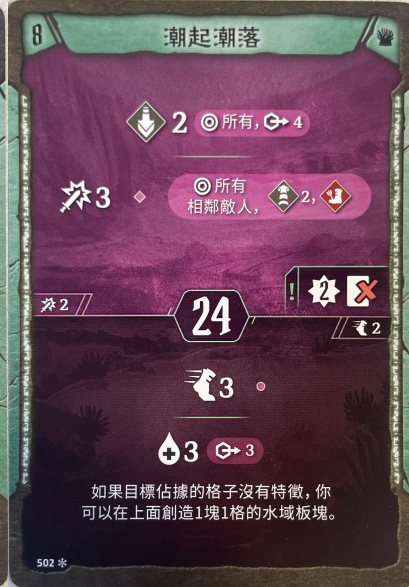 8
潮起潮落
2 所有, 4
3
所有
相鄰敵人, 2,
2
! 2
24
2
3
3 3
如果目標佔據的格子沒有特徵，你
可以在上面創造1塊1格的水域板塊。
502